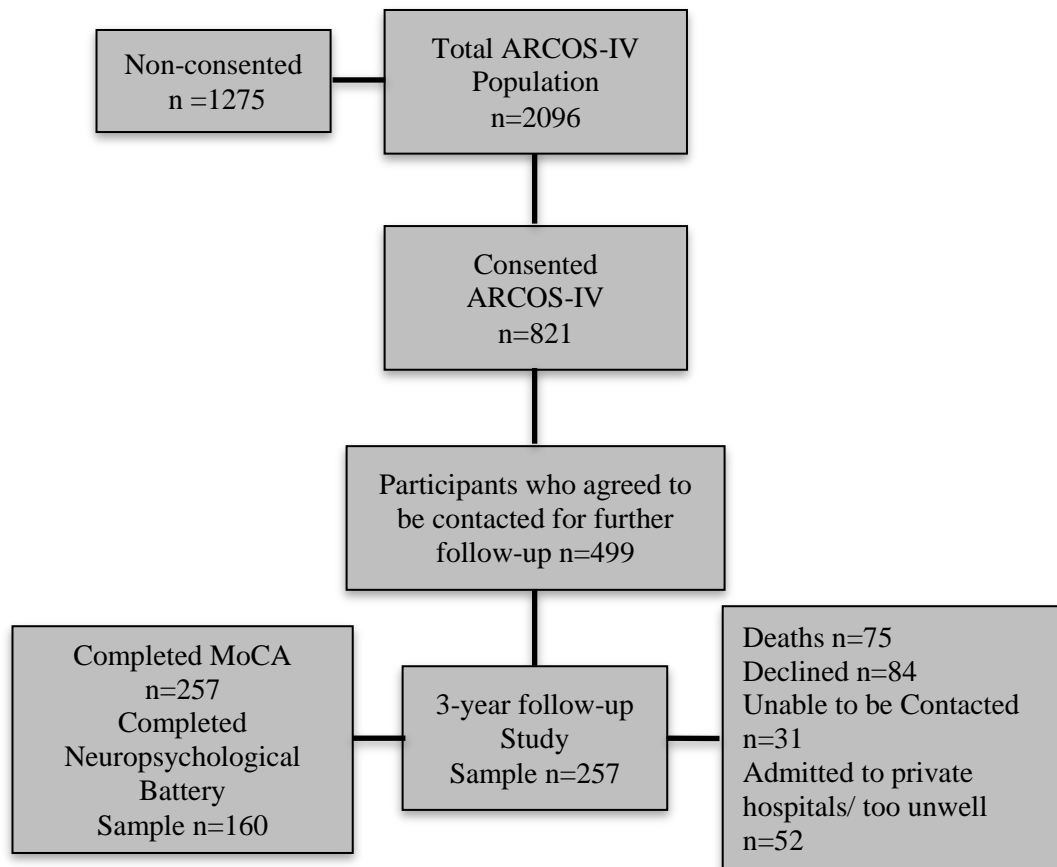 Non-consented
n =1275
Total ARCOS-IV
Population
n=2096
Consented
ARCOS-IV
n=821
Participants who agreed to
be contacted for further
follow-up n=499
Completed MoCA
n=257
Completed
Neuropsychological
Battery
Sample n=160
3-year follow-up
Study
Sample n=257
Deaths n=75
Declined n=84
Unable to be Contacted
n=31
Admitted to private
hospitals/ too unwell
n=52